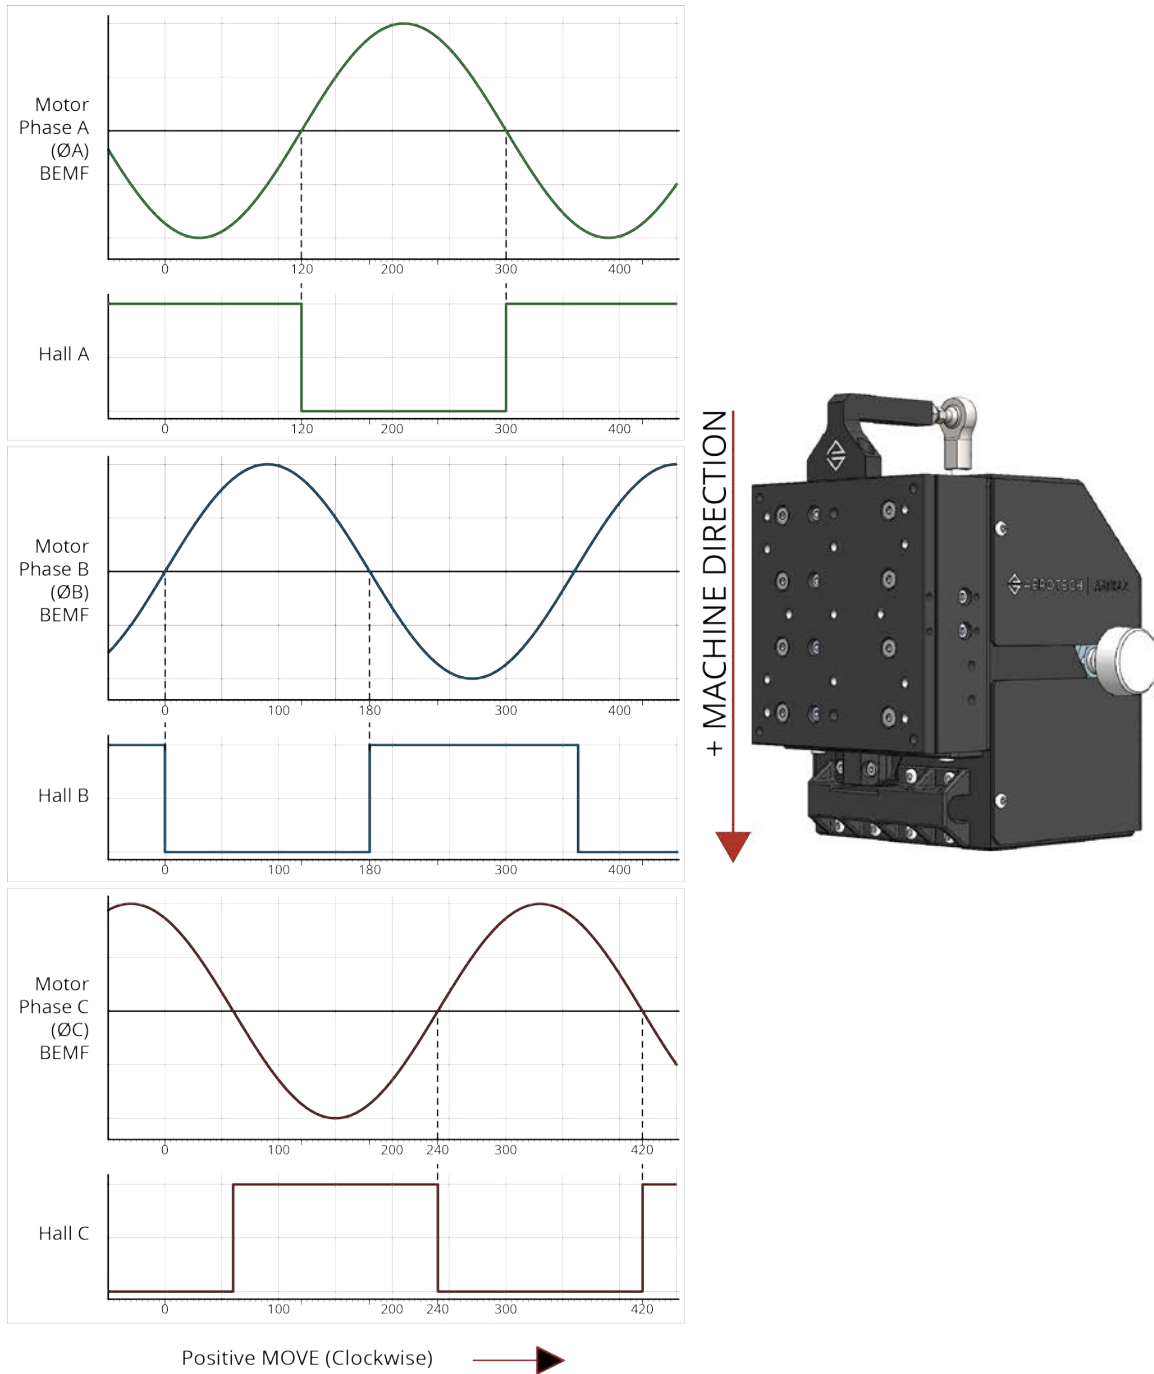 Motor
Phase A
(ØA)
BEMF
0 120 200 300 400
Hall A
0 120 200 300 400
Motor
Phase B
(ØB)
BEMF
0 100 180 300 400
Hall B
0 100 180 300 400
Motor
Phase C
(ØC)
BEMF
0 100 200 240 300 420
Hall C
0 100 200 240 300 420
Positive MOVE (Clockwise)
+ MACHINE DIRECTION
AEROTECH